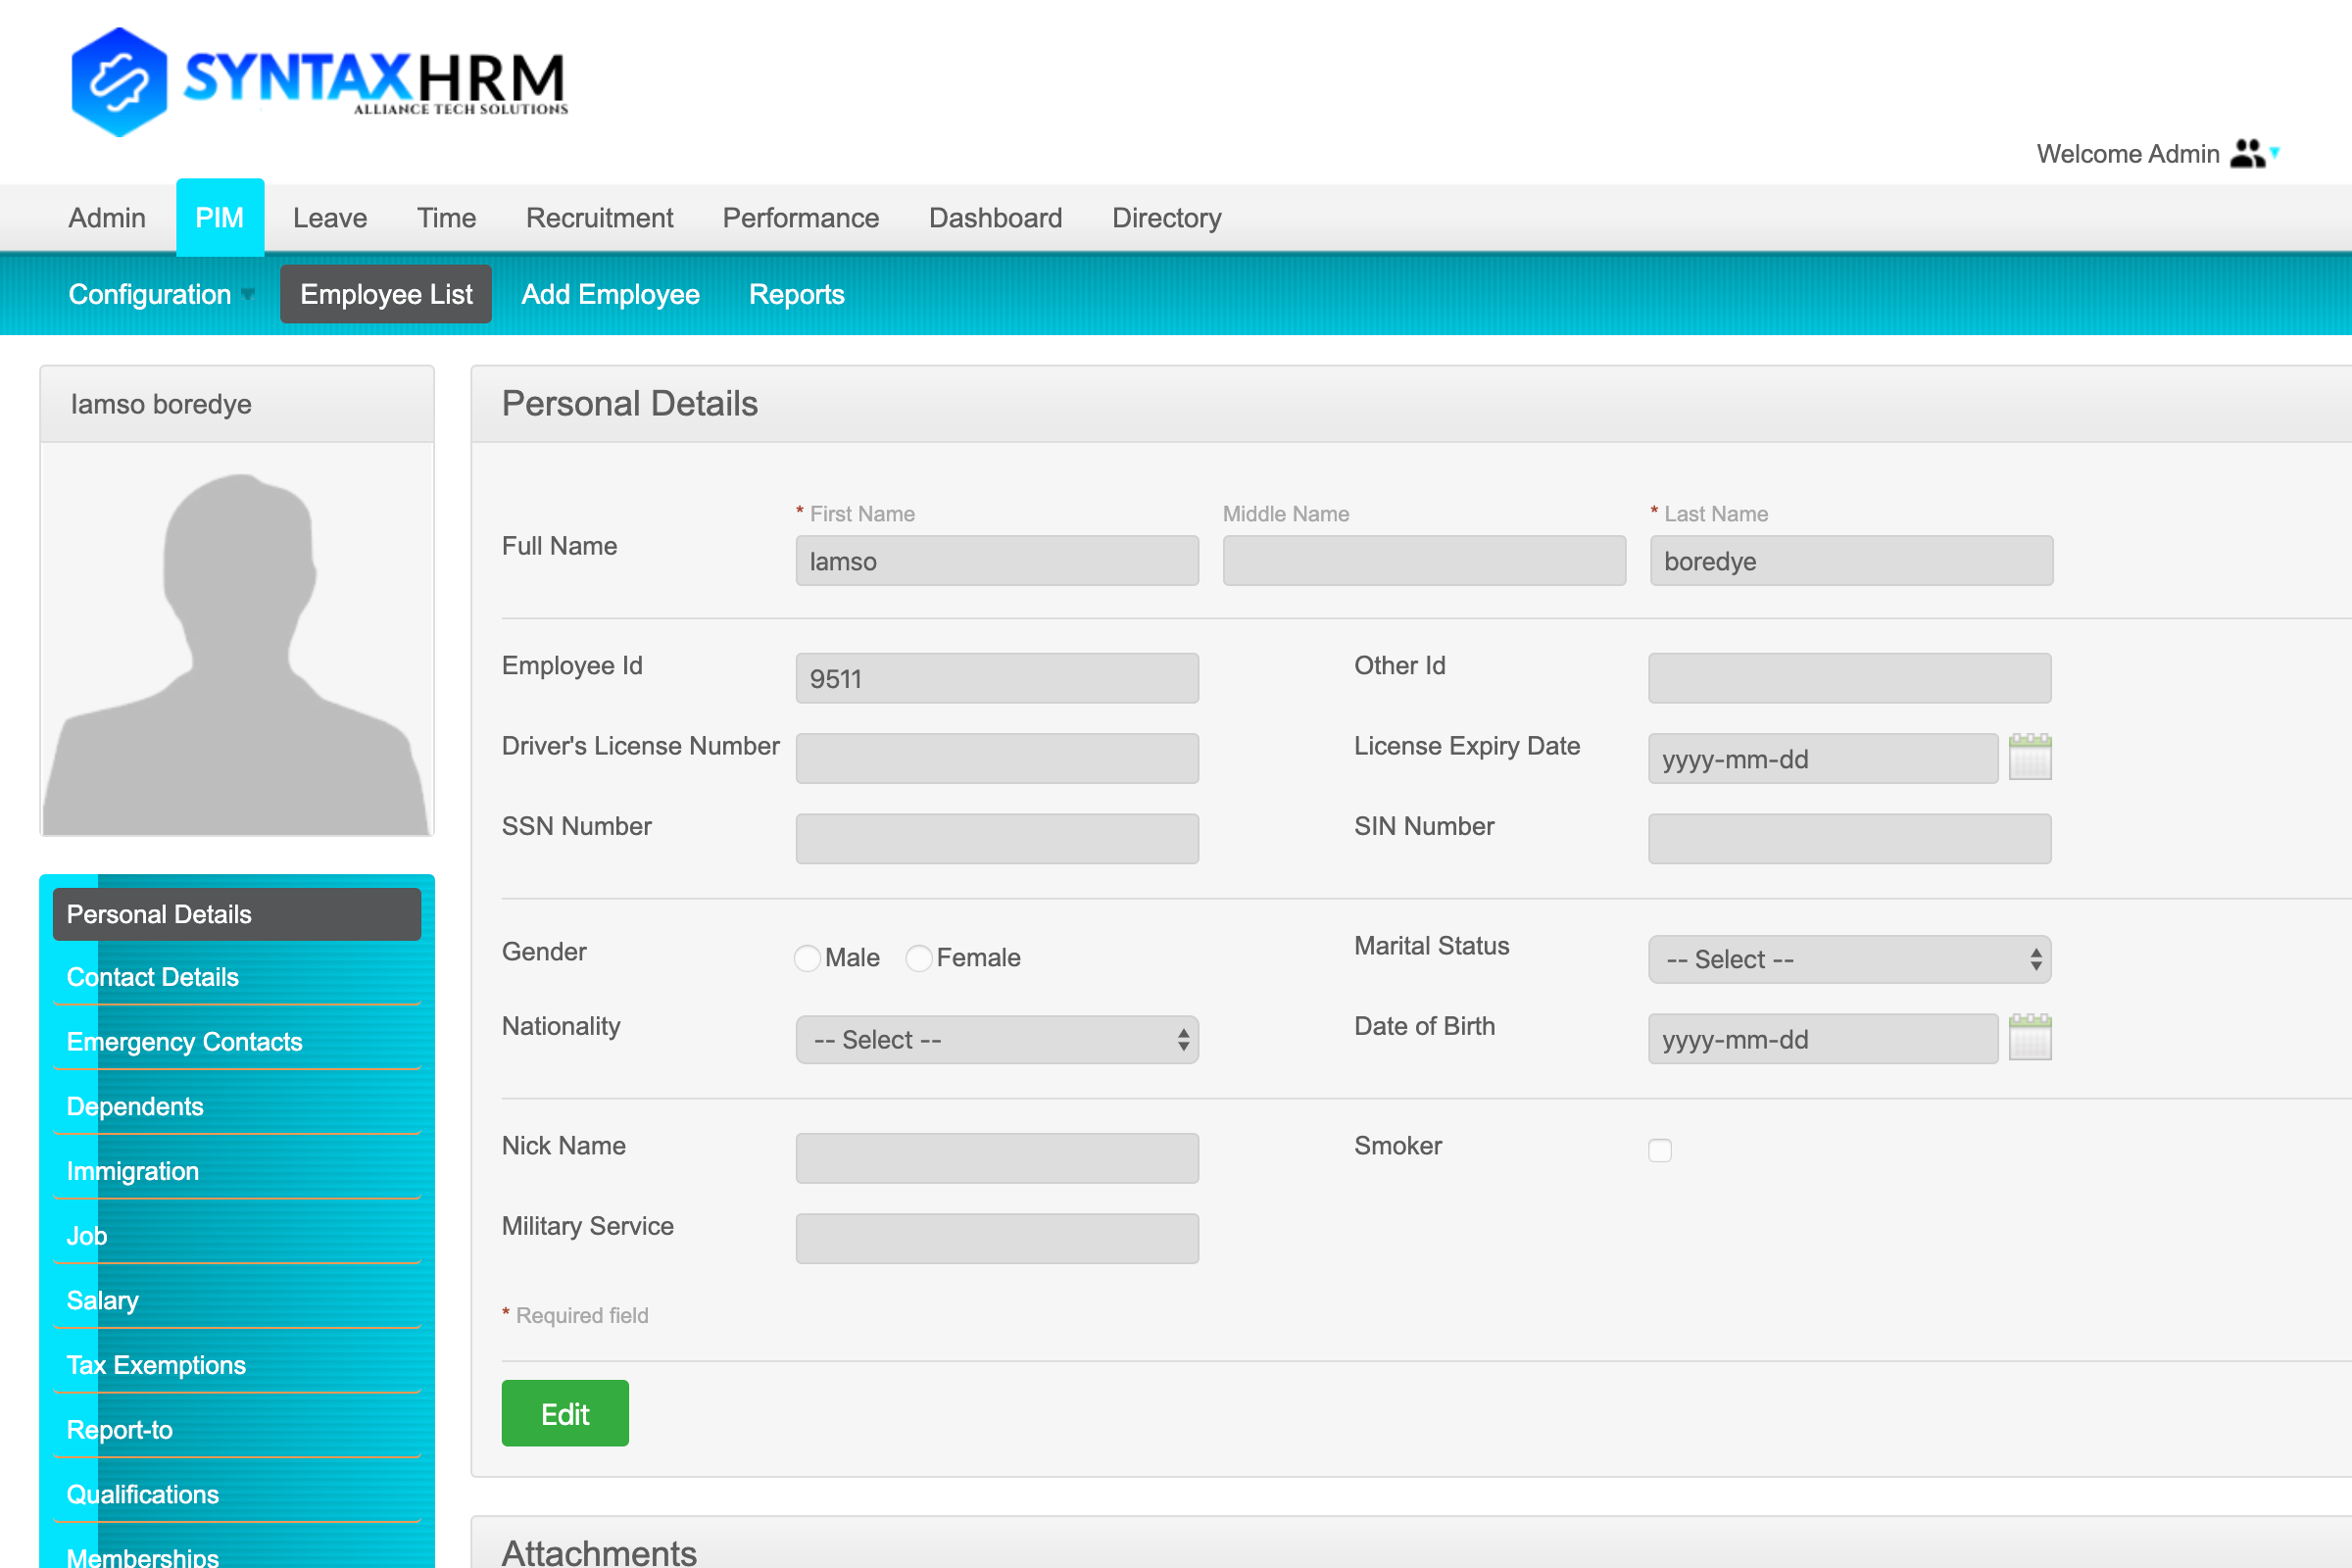 SYNTAXHRM
ALLIANCE TECH SOLUTIONS
Welcome Admin
Admin PIM Leave Time Recruitment Performance Dashboard Directory
Configuration Employee List Add Employee Reports
Iamso boredye
Personal Details
Contact Details
Emergency Contacts
Dependents
Immigration
Job
Salary
Tax Exemptions
Report-to
Qualifications
Memberships
Personal Details
* First Name Middle Name * Last Name
Full Name Iamso boredye
Employee Id 9511 Other Id
Driver's License Number License Expiry Date yyyy-mm-dd
SSN Number SIN Number
Gender Male Female Marital Status -- Select --
Nationality -- Select -- Date of Birth yyyy-mm-dd
Nick Name Smoker
Military Service
* Required field
Edit
Attachments